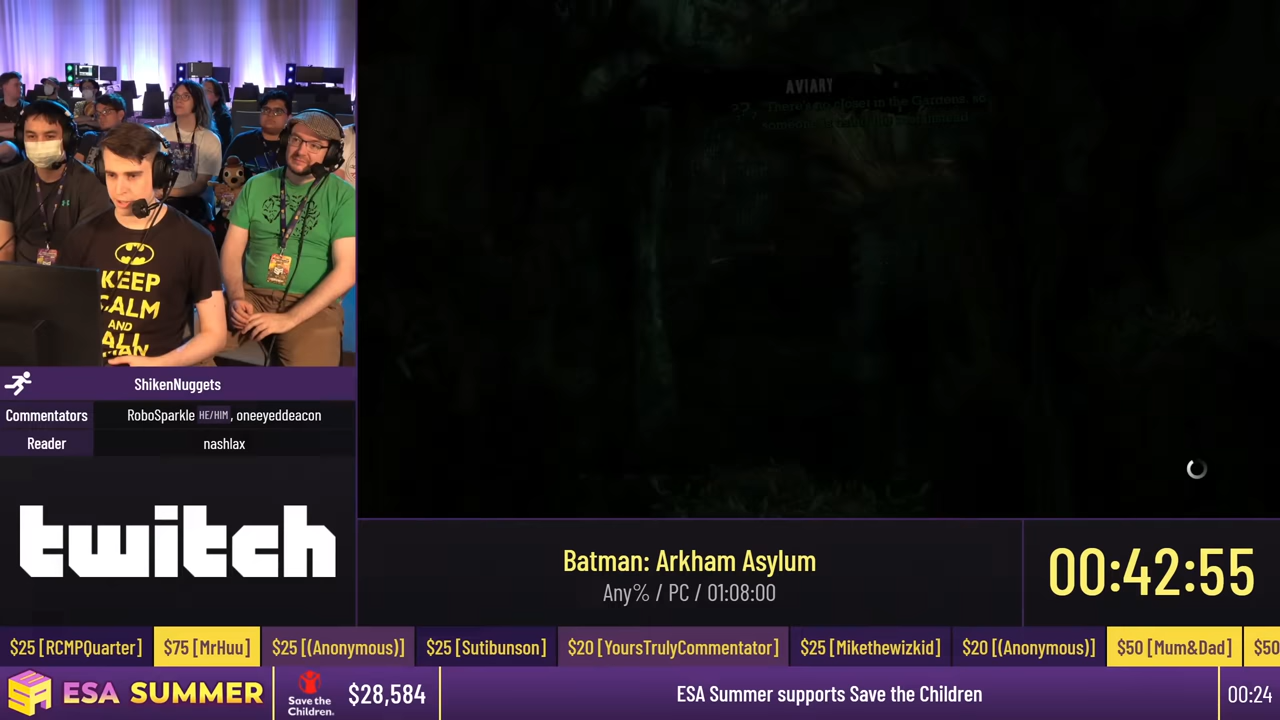 AVIARY
There's no closet in the Gardens, so
KEEP
CALM
AND
ALL
ShikenNuggets
Commentators RoboSparkle HE/HIM, oneeyeddeacon
Reader nashlax
twitch
Batman: Arkham Asylum
Any% / PC / 01:08:00
00:42:55
$25 [RCMPQuarter] $75 [MrHuu] $25 [(Anonymous)] $25 [Sutibunson] $20 [YoursTrulyCommentator] $25 [Mikethewizkid] $20 [(Anonymous)] $50 [Mum&Dad] $50
ESA SUMMER Save the Children. $28,584 ESA Summer supports Save the Children 00:24